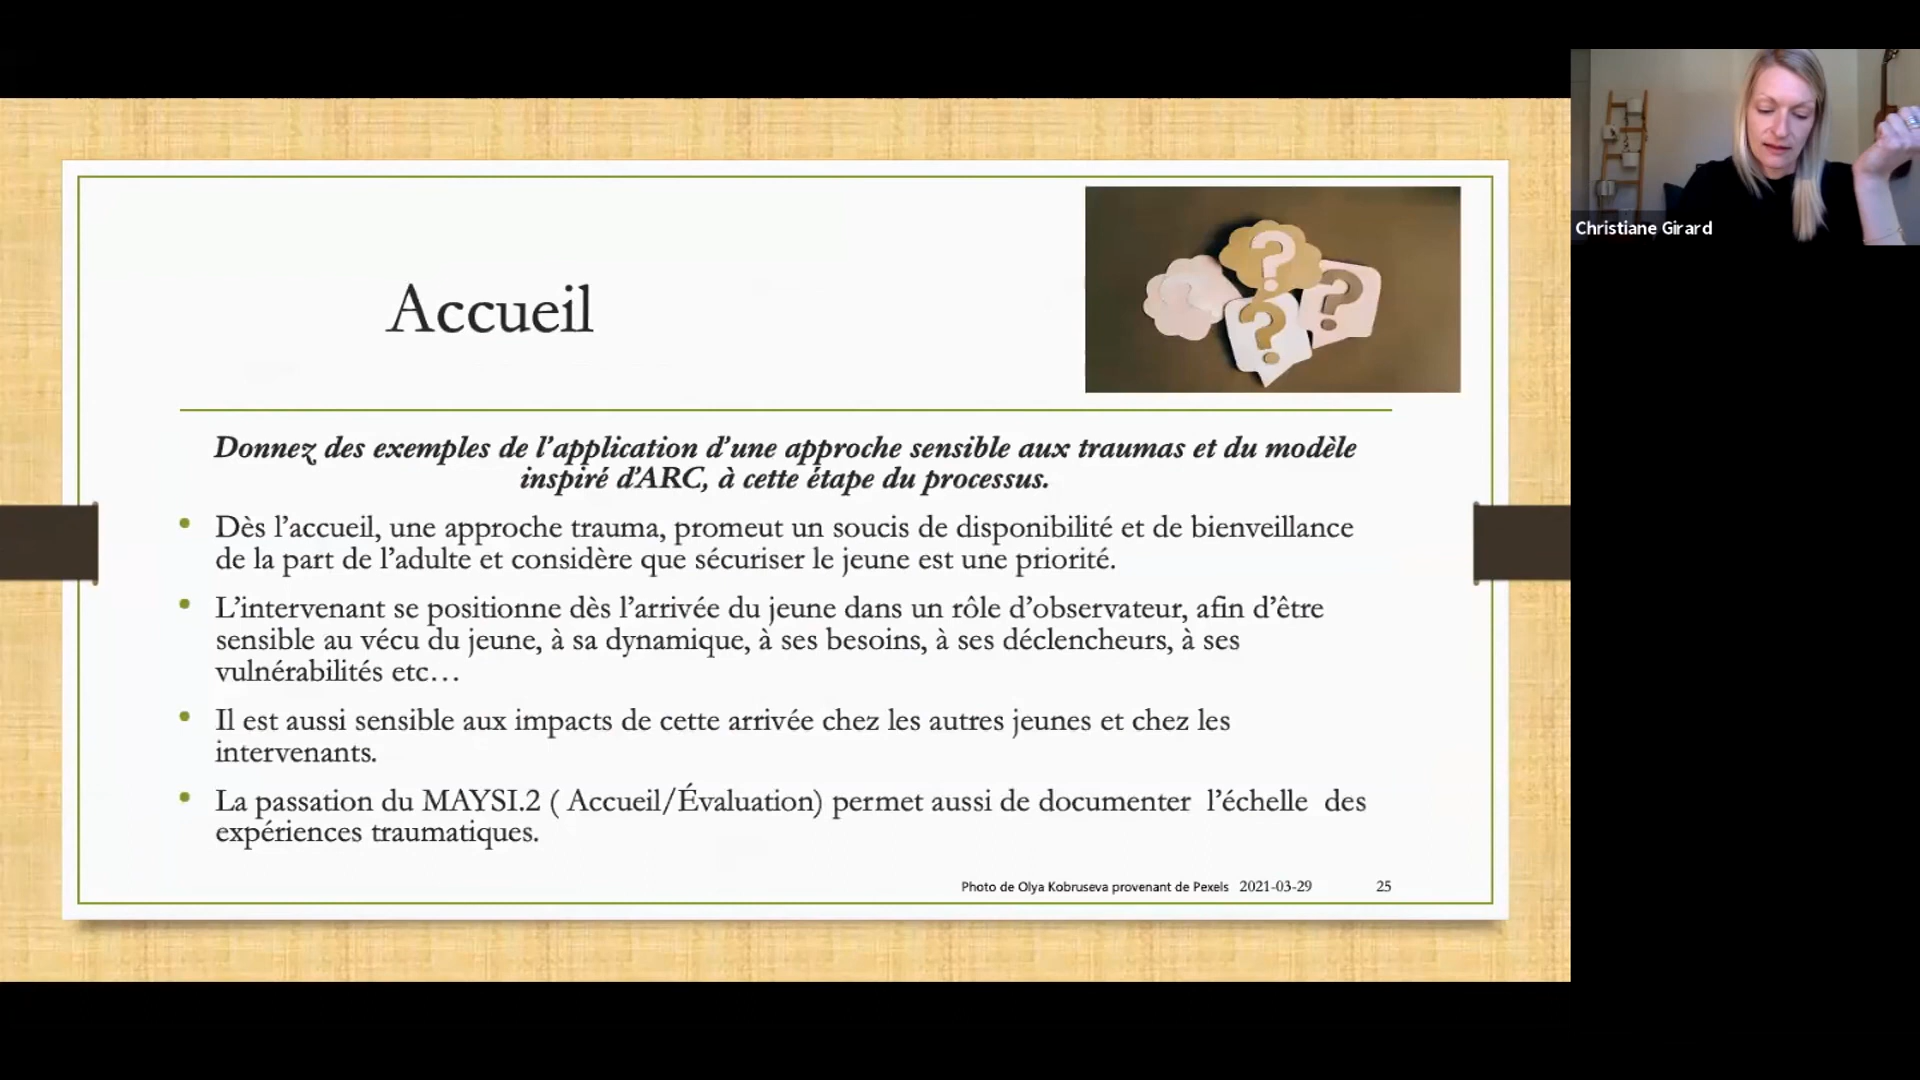 Christiane Girard
Accueil
Donnez des exemples de l'application d'une approche sensible aux traumas et du modèle
inspiré d'ARC, à cette étape du processus.
• Dès l'accueil, une approche trauma, promeut un soucis de disponibilité et de bienveillance
de la part de l'adulte et considère que sécuriser le jeune est une priorité.
• L'intervenant se positionne dès l'arrivée du jeune dans un rôle d'observateur, afin d'être
sensible au vécu du jeune, à sa dynamique, à ses besoins, à ses déclencheurs, à ses
vulnérabilités etc…
• Il est aussi sensible aux impacts de cette arrivée chez les autres jeunes et chez les
intervenants.
• La passation du MAYSI.2 ( Accueil/Évaluation) permet aussi de documenter l'échelle des
expériences traumatiques.
Photo de Olya Kobruseva provenant de Pexels 2021-03-29 25